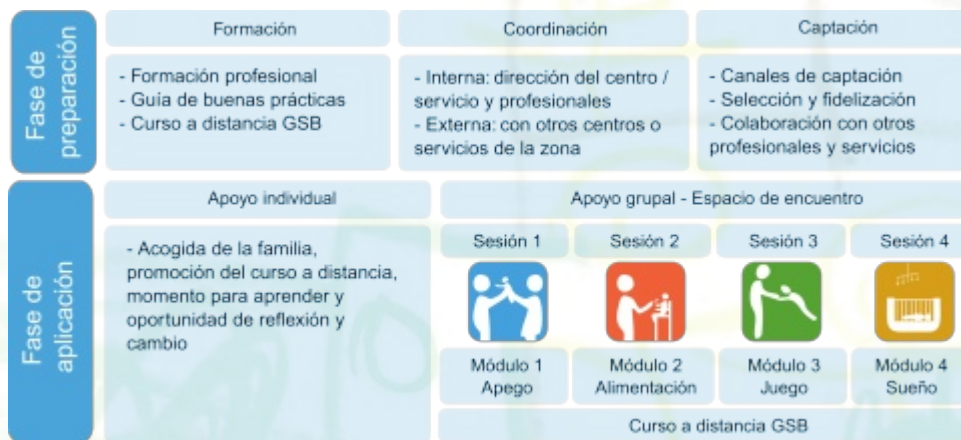 Fase de
preparación
Formación
- Formación profesional
- Guía de buenas prácticas
- Curso a distancia GSB
Coordinación
- Interna: dirección del centro /
servicio y profesionales
- Externa: con otros centros o
servicios de la zona
Captación
- Canales de captación
- Selección y fidelización
- Colaboración con otros
profesionales y servicios
Fase de
aplicación
Apoyo individual
- Acogida de la familia,
promoción del curso a distancia,
momento para aprender y
oportunidad de reflexión y
cambio
Apoyo grupal - Espacio de encuentro
Sesión 1
Sesión 2
Sesión 3
Sesión 4
Módulo 1
Apego
Módulo 2
Alimentación
Módulo 3
Juego
Módulo 4
Sueño
Curso a distancia GSB